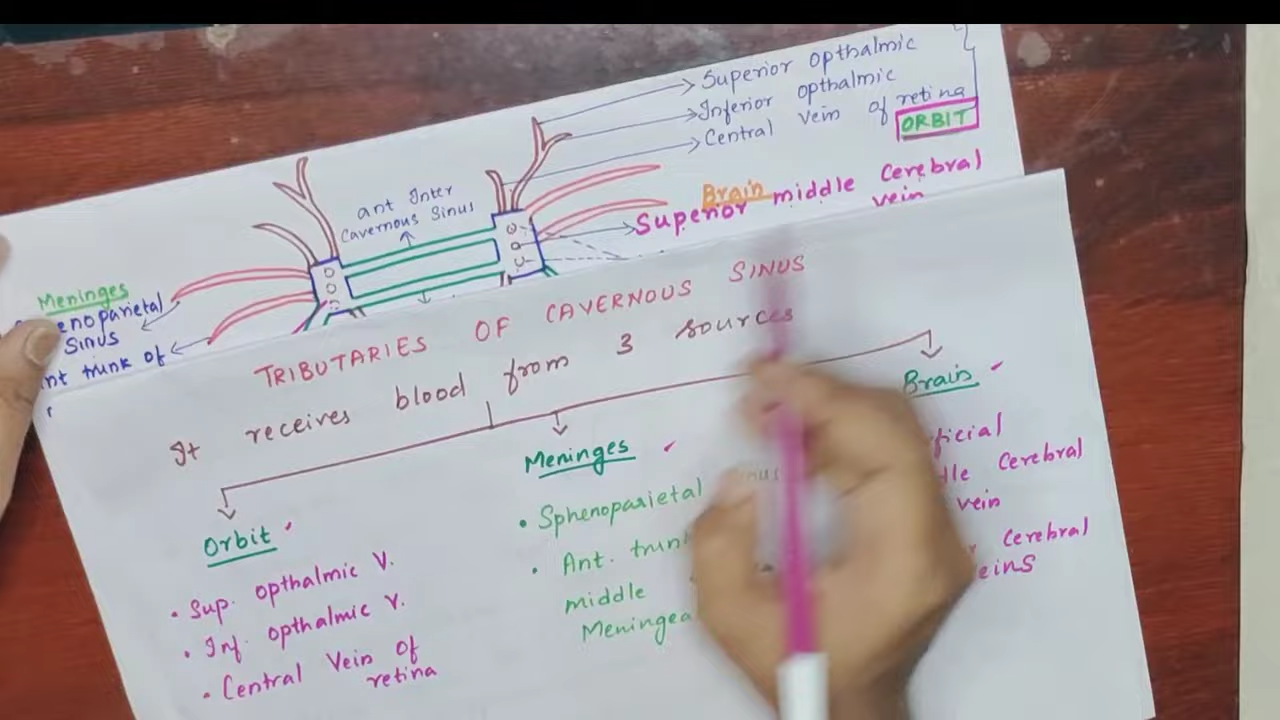 Superior opthalmic
Inferior opthalmic
Central vein of retina
ORBIT
ant Inter
Cavernous Sinus
Brain
Superior middle cerebral
vein
Meninges
Sinus
trunk of
TRIBUTARIES OF CAVERNOUS SINUS
It receives blood from 3 sources
Orbit
• Sup. opthalmic V.
• Inf. opthalmic V.
• Central Vein of
retina
Meninges
• Sphenoparietal
• Ant. trunk
middle
Brain
Cerebral
vein
cerebral